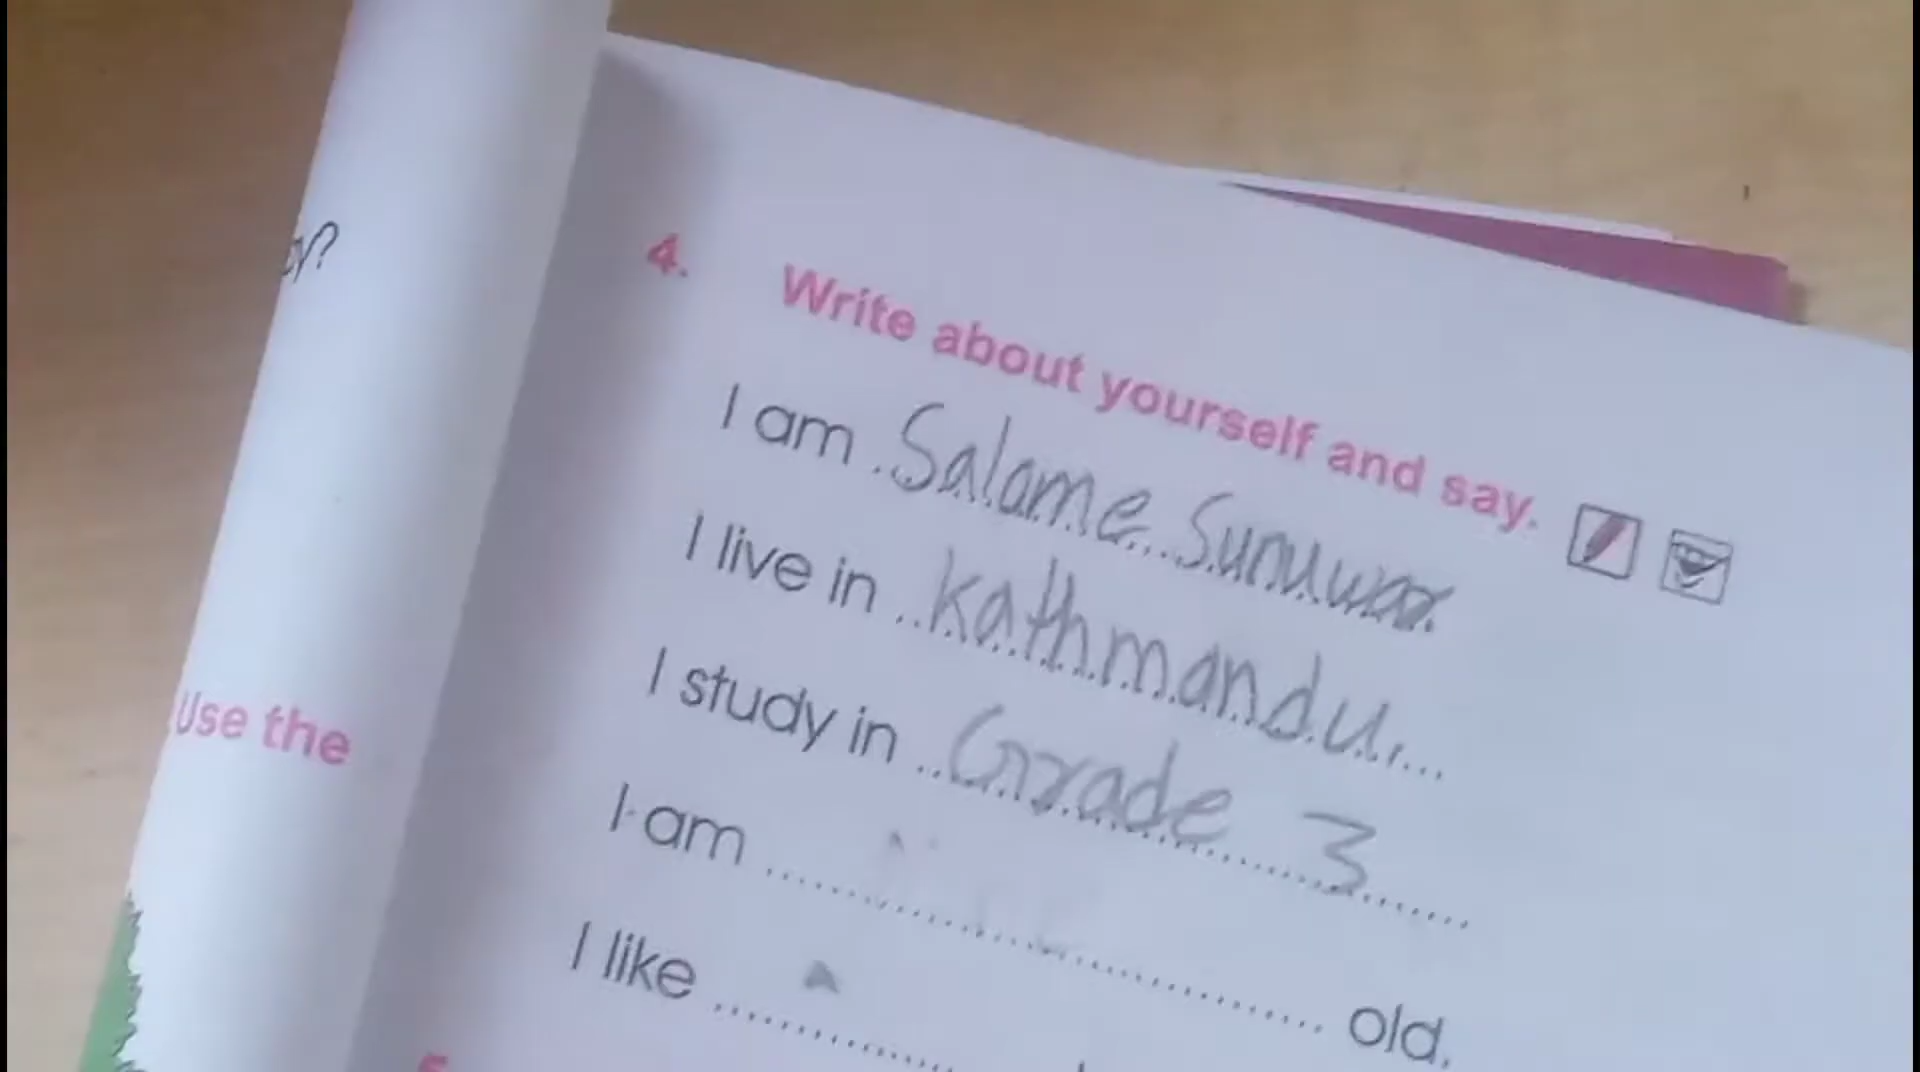 Use the
4. Write about yourself and say.
I am Salame Sunuwar
I live in Kathmandu
I study in Grade 3
I am .................... old.
I like